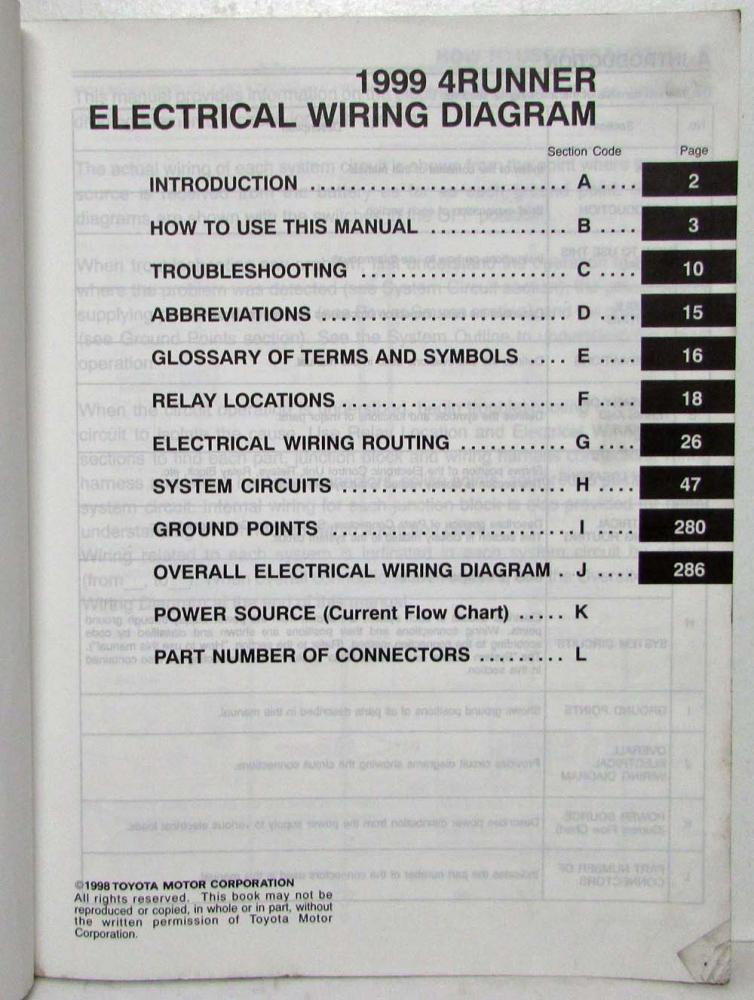 1999 4RUNNER
ELECTRICAL WIRING DIAGRAM
Section Code Page
INTRODUCTION ............................ A .... 2
HOW TO USE THIS MANUAL ............... B .... 3
TROUBLESHOOTING ....................... C .... 10
ABBREVIATIONS .......................... D .... 15
GLOSSARY OF TERMS AND SYMBOLS .... E .... 16
RELAY LOCATIONS ........................ F .... 18
ELECTRICAL WIRING ROUTING ............ G .... 26
SYSTEM CIRCUITS ........................ H .... 47
GROUND POINTS ......................... I .... 280
OVERALL ELECTRICAL WIRING DIAGRAM . J .... 286
POWER SOURCE (Current Flow Chart) ..... K
PART NUMBER OF CONNECTORS ......... L
©1998 TOYOTA MOTOR CORPORATION
All rights reserved. This book may not be
reproduced or copied, in whole or in part, without
the written permission of Toyota Motor
Corporation.